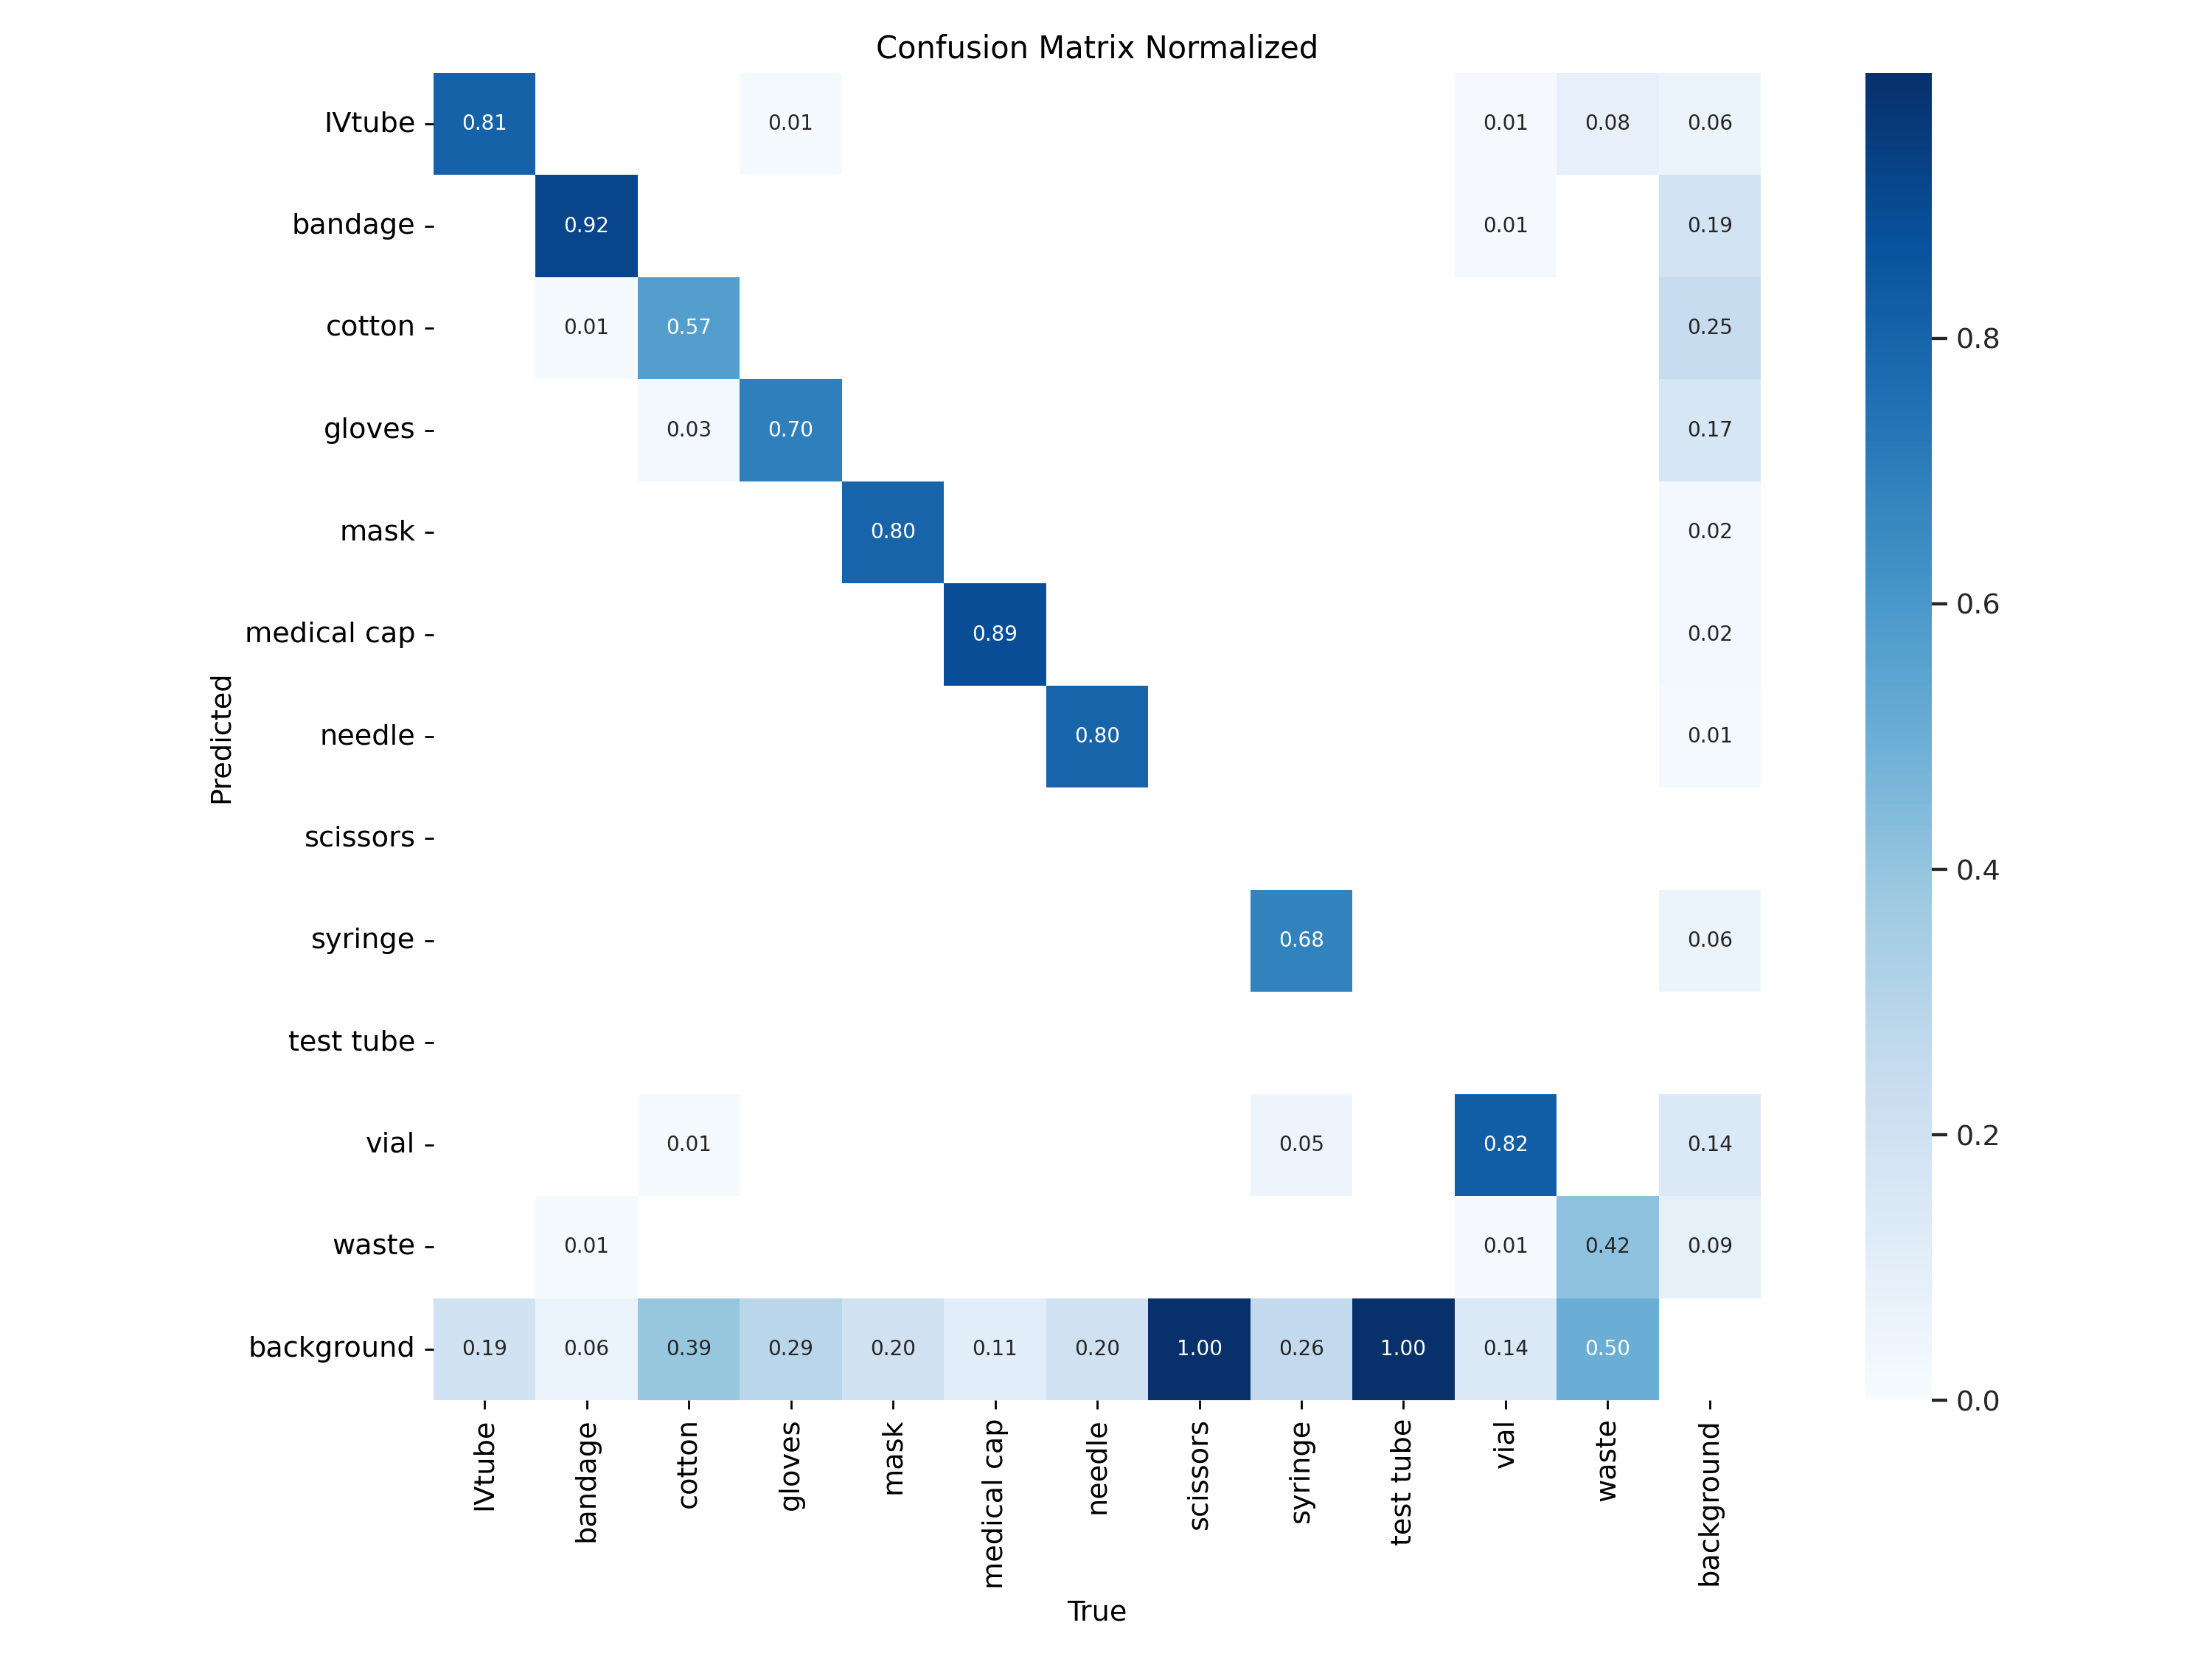 Confusion Matrix Normalized
IVtube 0.81 0.01 0.01 0.08 0.06
bandage 0.92 0.01 0.19
cotton 0.01 0.57 0.25
gloves 0.03 0.70 0.17
mask 0.80 0.02
medical cap 0.89 0.02
needle 0.80 0.01
scissors
syringe 0.68 0.06
test tube
vial 0.01 0.05 0.82 0.14
waste 0.01 0.01 0.42 0.09
background 0.19 0.06 0.39 0.29 0.20 0.11 0.20 1.00 0.26 1.00 0.14 0.50
Predicted
IVtube
bandage
cotton
gloves
mask
medical cap
needle
scissors
syringe
test tube
vial
waste
background
True
0.8
0.6
0.4
0.2
0.0